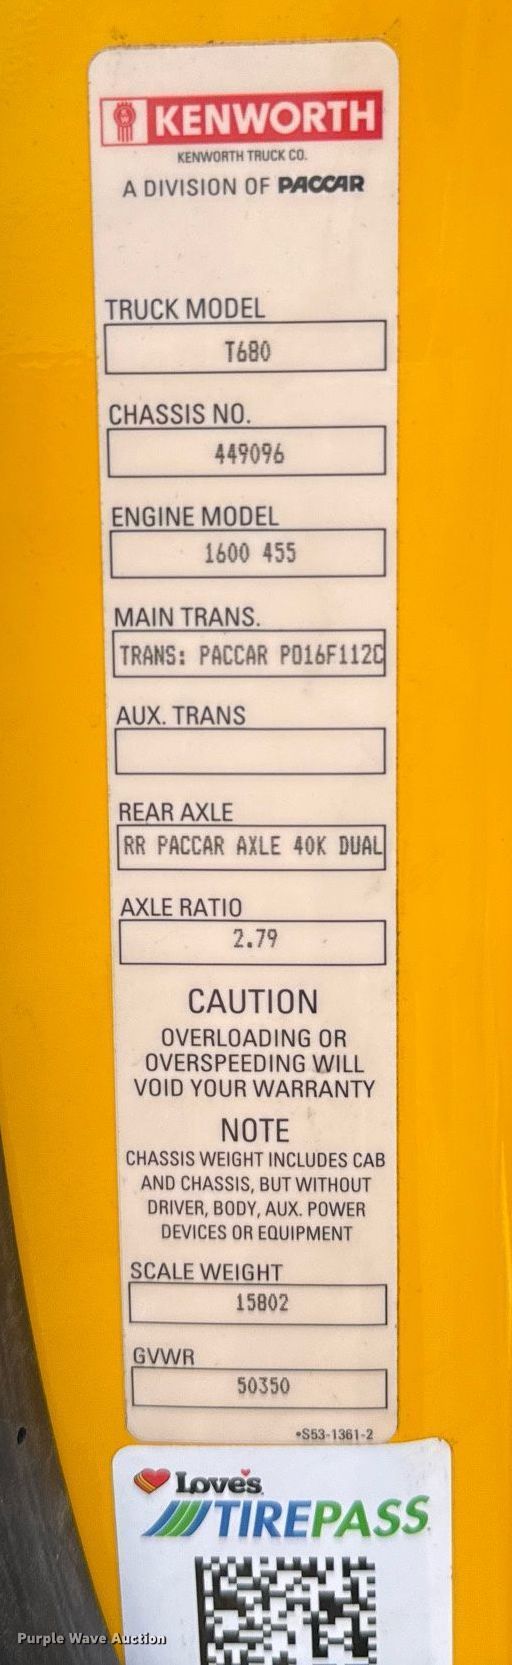 KENWORTH
KENWORTH TRUCK CO.
A DIVISION OF PACCAR
TRUCK MODEL
T680
CHASSIS NO.
449096
ENGINE MODEL
1600 455
MAIN TRANS.
TRANS: PACCAR PO16F112C
AUX. TRANS
REAR AXLE
RR PACCAR AXLE 40K DUAL
AXLE RATIO
2.79
CAUTION
OVERLOADING OR
OVERSPEEDING WILL
VOID YOUR WARRANTY
NOTE
CHASSIS WEIGHT INCLUDES CAB
AND CHASSIS, BUT WITHOUT
DRIVER, BODY, AUX. POWER
DEVICES OR EQUIPMENT
SCALE WEIGHT
15802
GVWR
50350
•S53-1361-2
Love's
TIREPASS
Purple Wave Auction